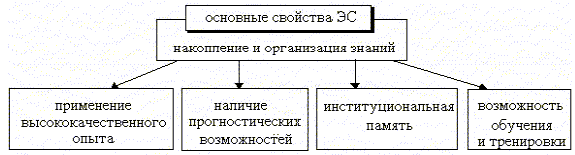 основные свойства ЭС
накопление и организация знаний
применение
высококачественного
опыта
наличие
прогностических
возможностей
институциональная
память
возможность
обучения
и тренировки